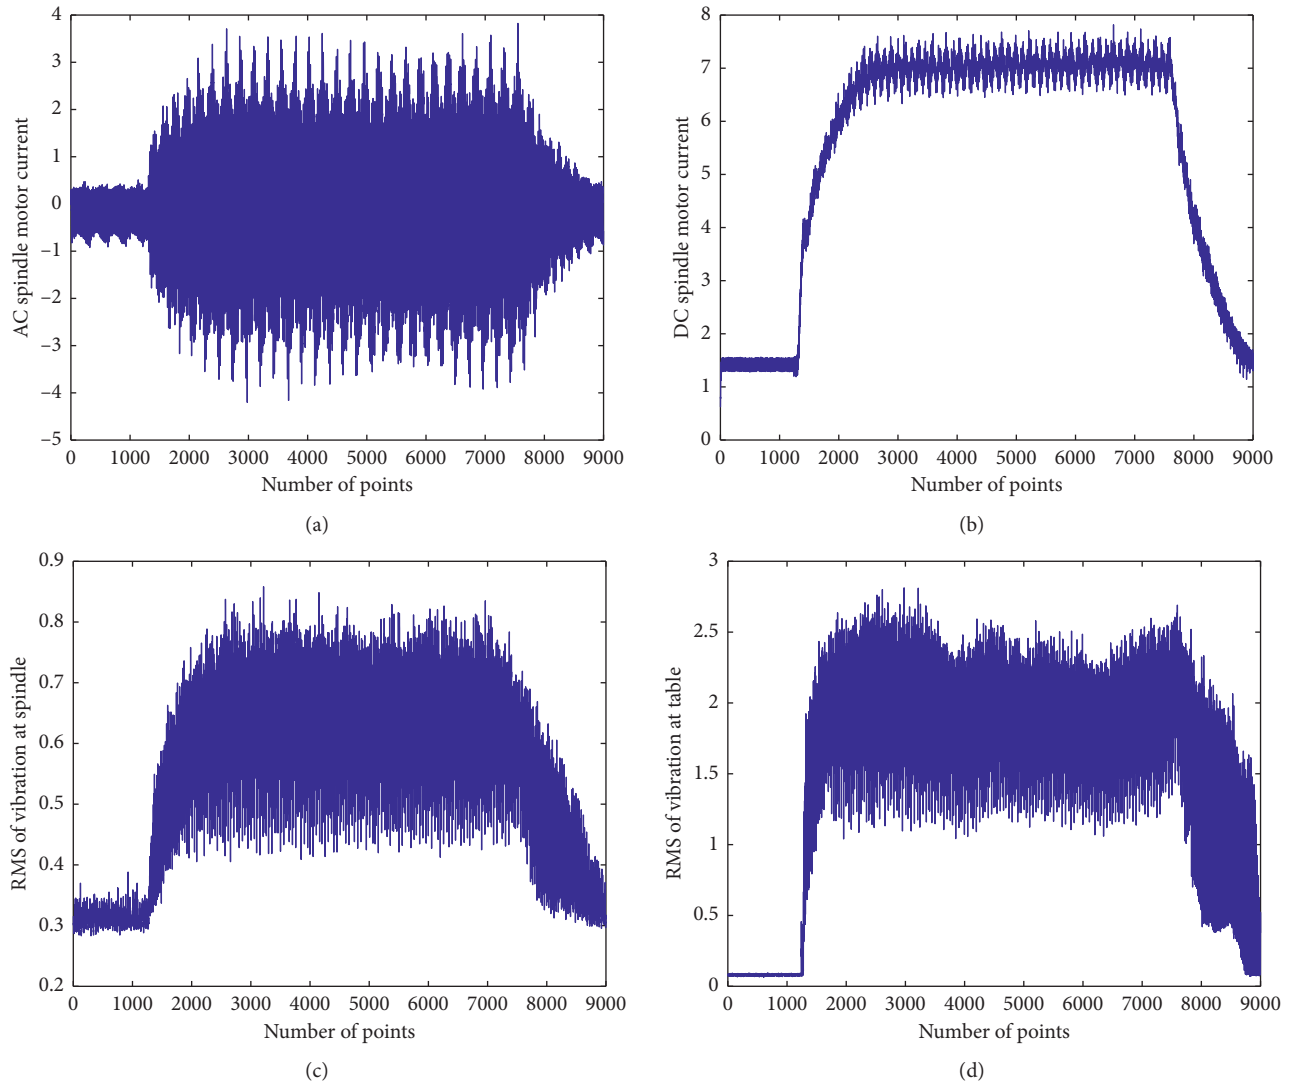 4
3
2
1
0
–1
–2
–3
–4
–5
AC spindle motor current
0 1000 2000 3000 4000 5000 6000 7000 8000 9000
Number of points
(a)
8
7
6
5
4
3
2
1
0
DC spindle motor current
0 1000 2000 3000 4000 5000 6000 7000 8000 9000
Number of points
(b)
0.9
0.8
0.7
0.6
0.5
0.4
0.3
0.2
RMS of vibration at spindle
0 1000 2000 3000 4000 5000 6000 7000 8000 9000
Number of points
(c)
3
2.5
2
1.5
1
0.5
0
RMS of vibration at table
0 1000 2000 3000 4000 5000 6000 7000 8000 9000
Number of points
(d)